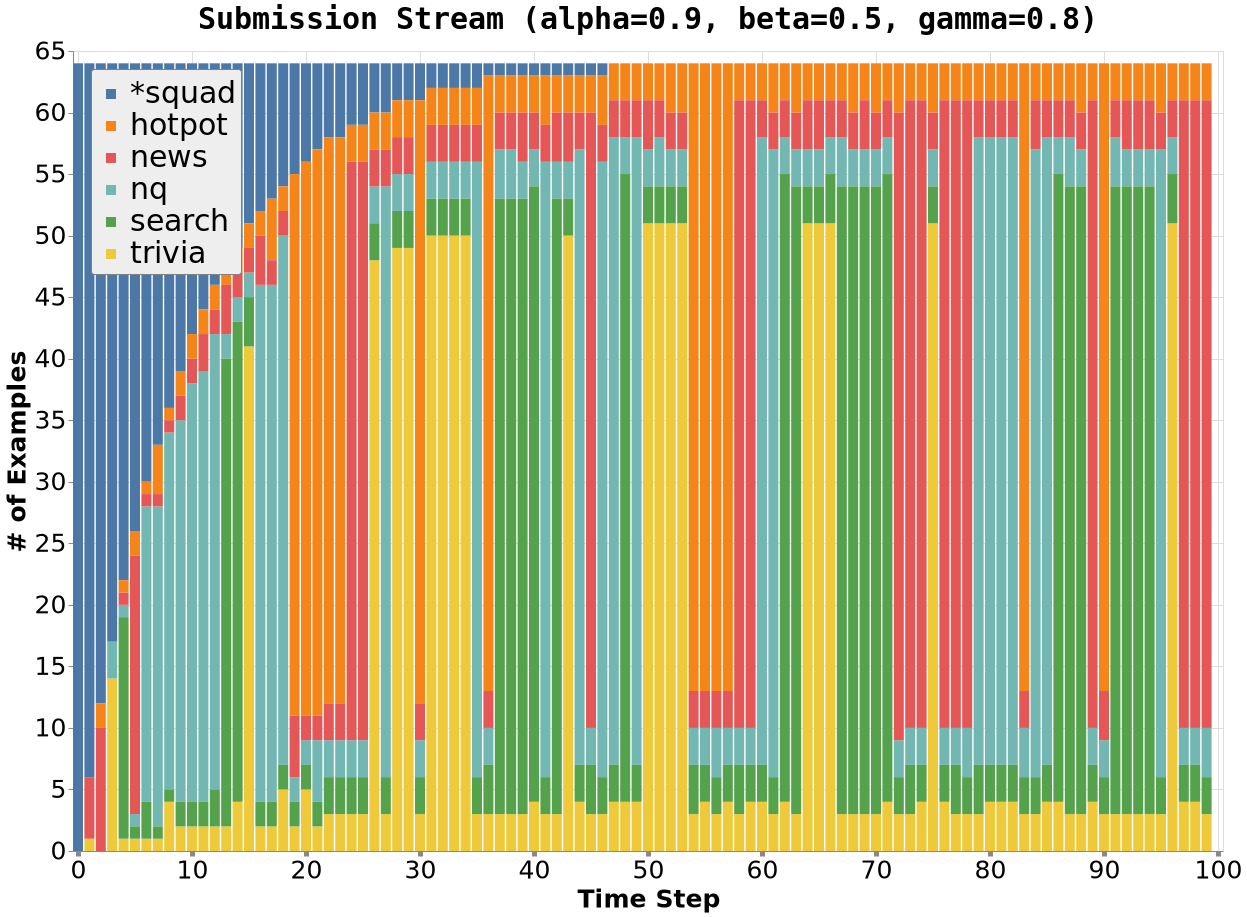 Submission Stream (alpha=0.9, beta=0.5, gamma=0.8)
65
60
55
50
45
40
35
30
25
20
15
10
5
0
# of Examples
*squad
hotpot
news
nq
search
trivia
0 10 20 30 40 50 60 70 80 90 100
Time Step